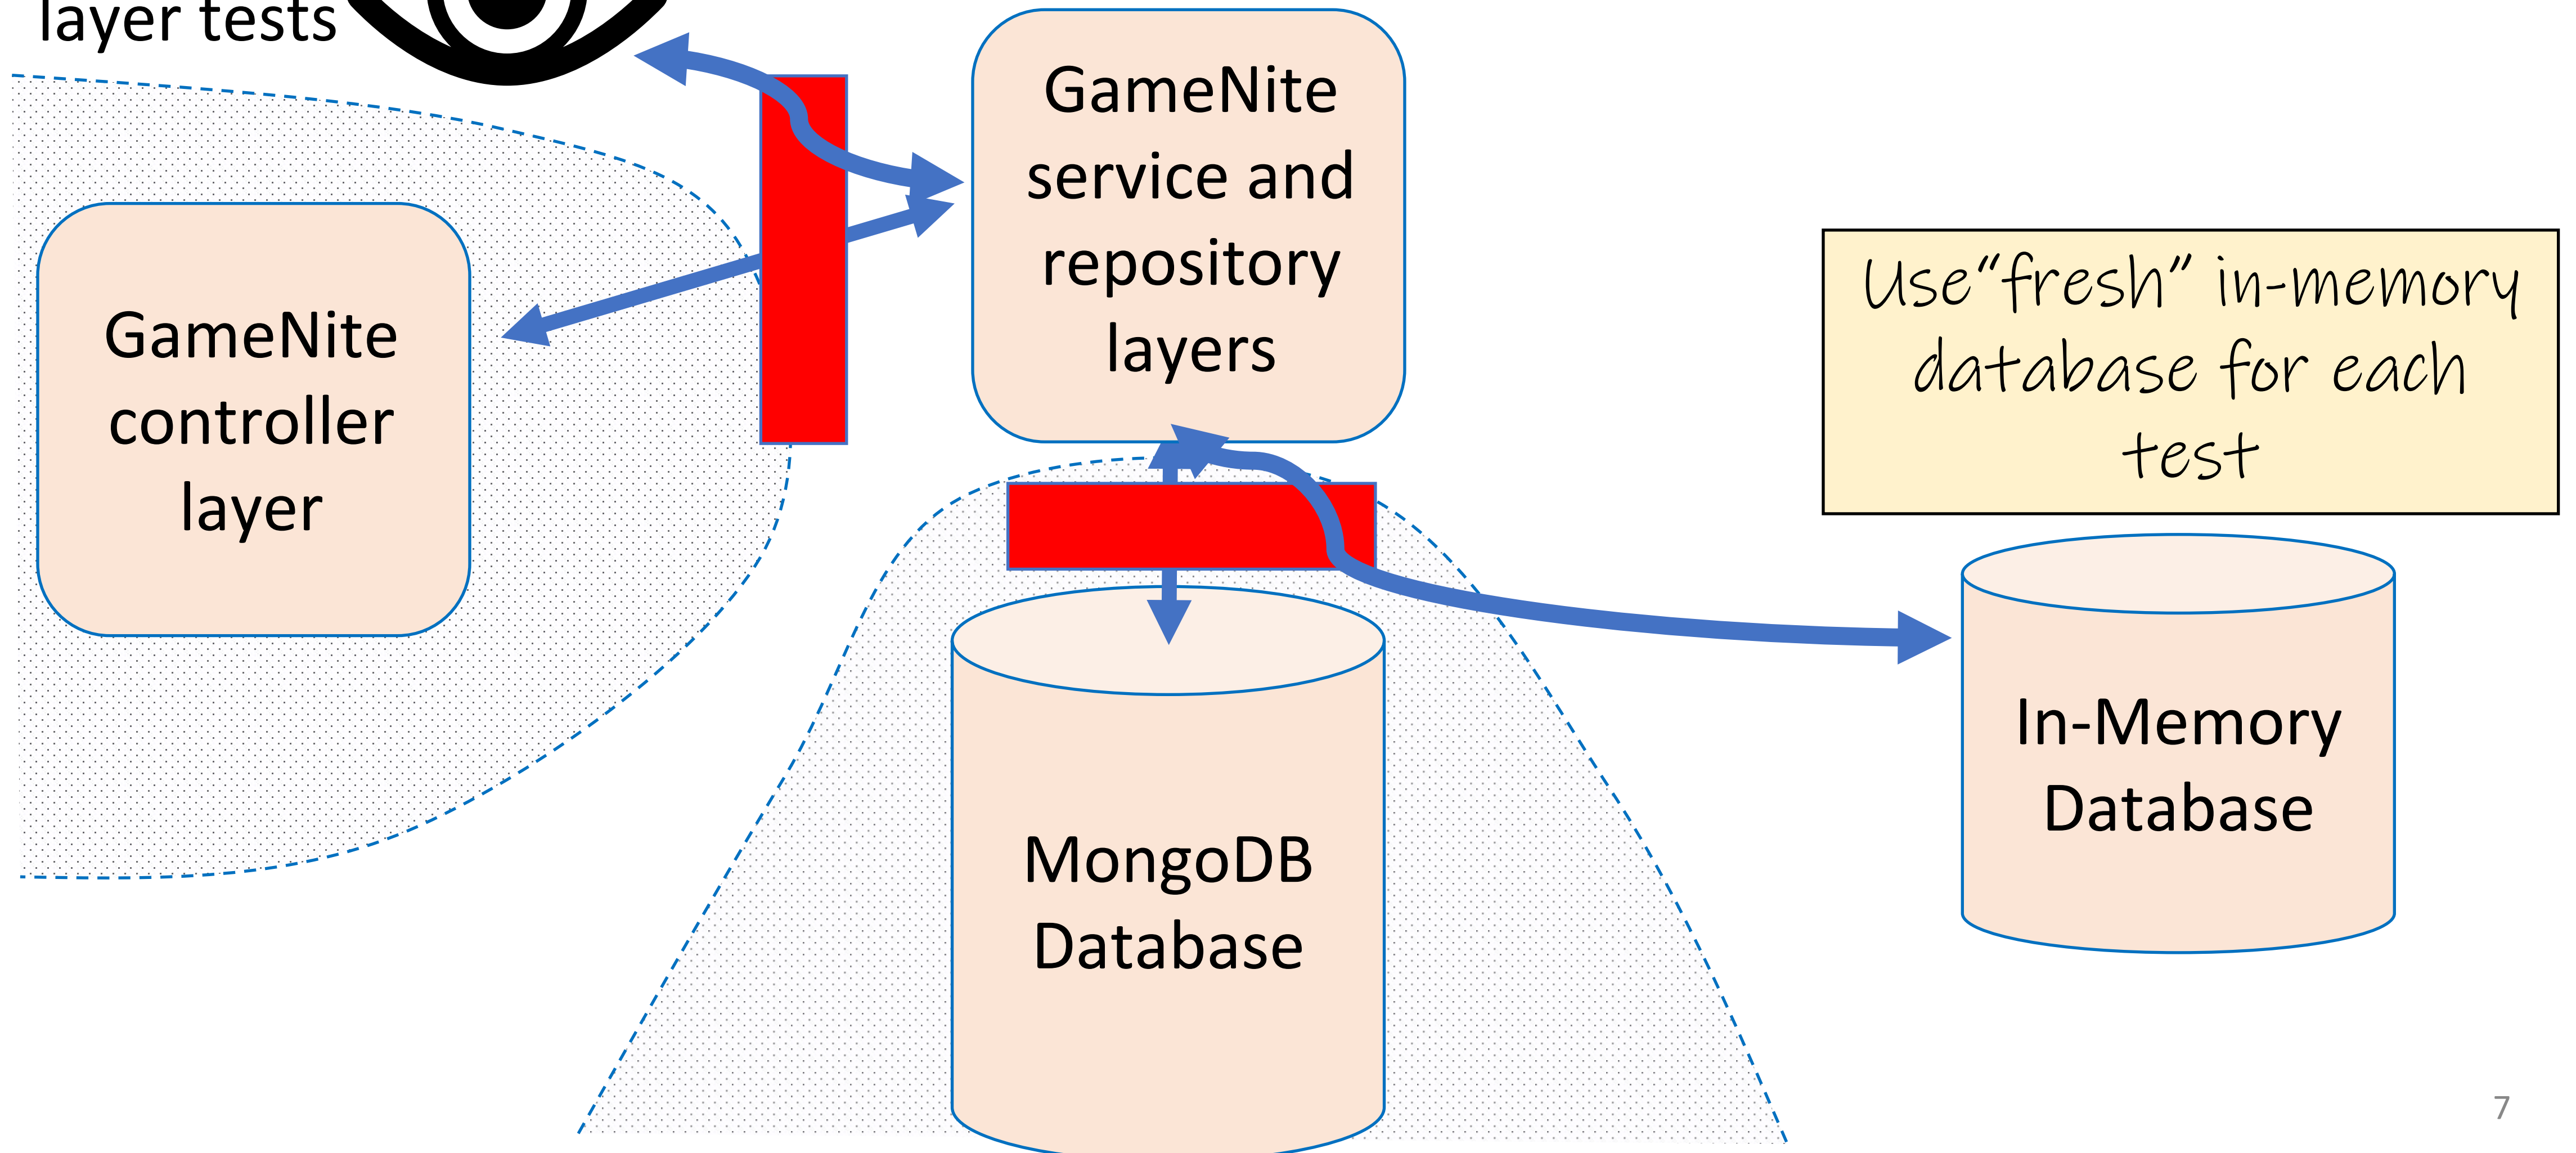 layer tests
GameNite
service and
repository
layers
GameNite
controller
layer
Use“fresh” in-memory
database for each
test
In-Memory
Database
MongoDB
Database
7